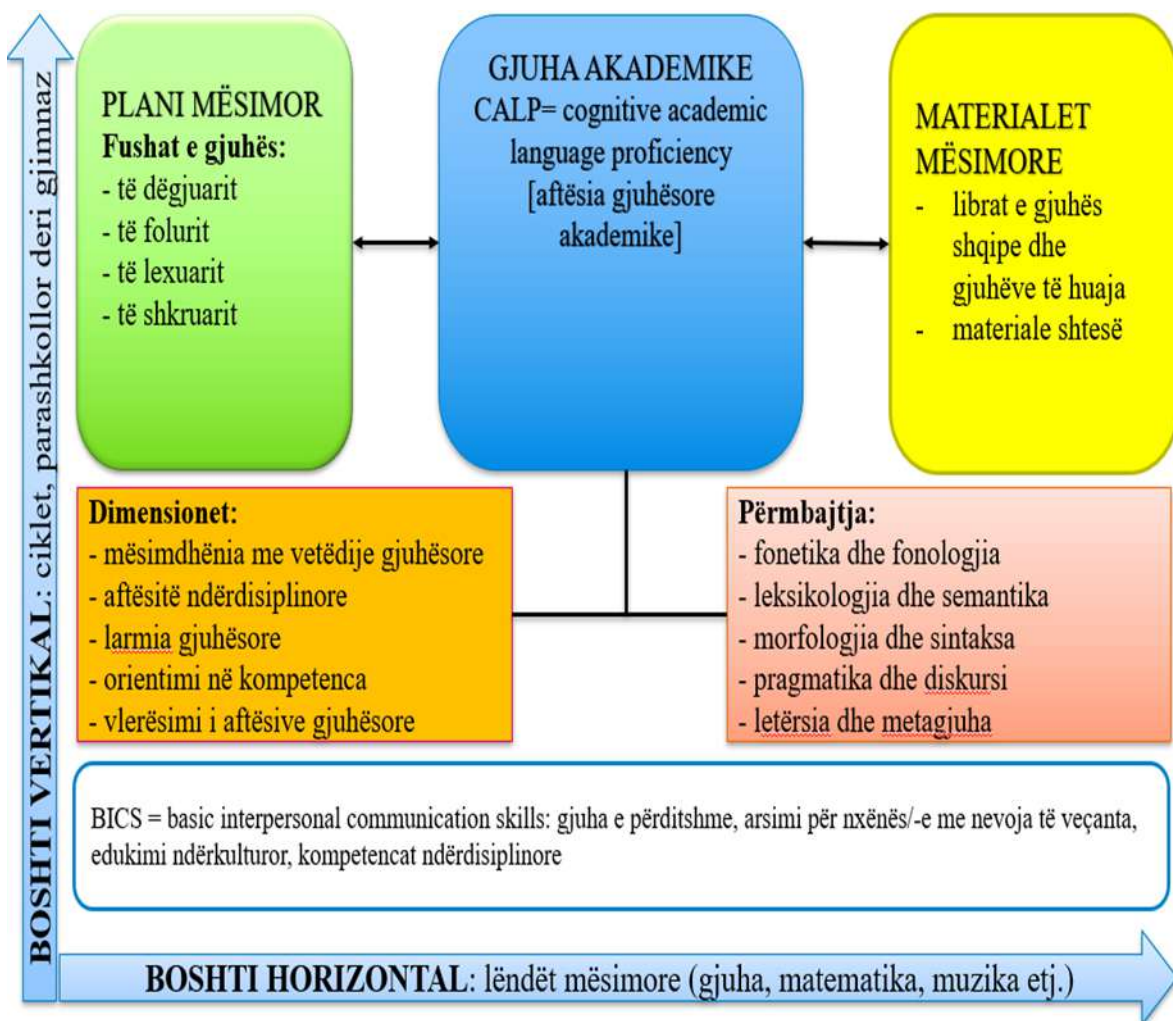 BOSHTI VERTIKAL: ciklet, parashkollor deri gjimnaz
PLANI MËSIMOR
Fushat e gjuhës:
- të dëgjuarit
- të folurit
- të lexuarit
- të shkruarit
GJUHA AKADEMIKE
CALP= cognitive academic
language proficiency
[aftësia gjuhësore
akademike]
MATERIALET
MËSIMORE
- librat e gjuhës
shqipe dhe
gjuhëve të huaja
- materiale shtesë
Dimensionet:
- mësimdhënia me vetëdije gjuhësore
- aftësitë ndërdisiplinore
- larmia gjuhësore
- orientimi në kompetenca
- vlerësimi i aftësive gjuhësore
Përmbajtja:
- fonetika dhe fonologjia
- leksikologjia dhe semantika
- morfologjia dhe sintaksa
- pragmatika dhe diskursi
- letërsia dhe metagjuha
BICS = basic interpersonal communication skills: gjuha e përditshme, arsimi për nxënës/-e me nevoja të veçanta,
edukimi ndërkulturor, kompetencat ndërdisiplinore
BOSHTI HORIZONTAL: lëndët mësimore (gjuha, matematika, muzika etj.)